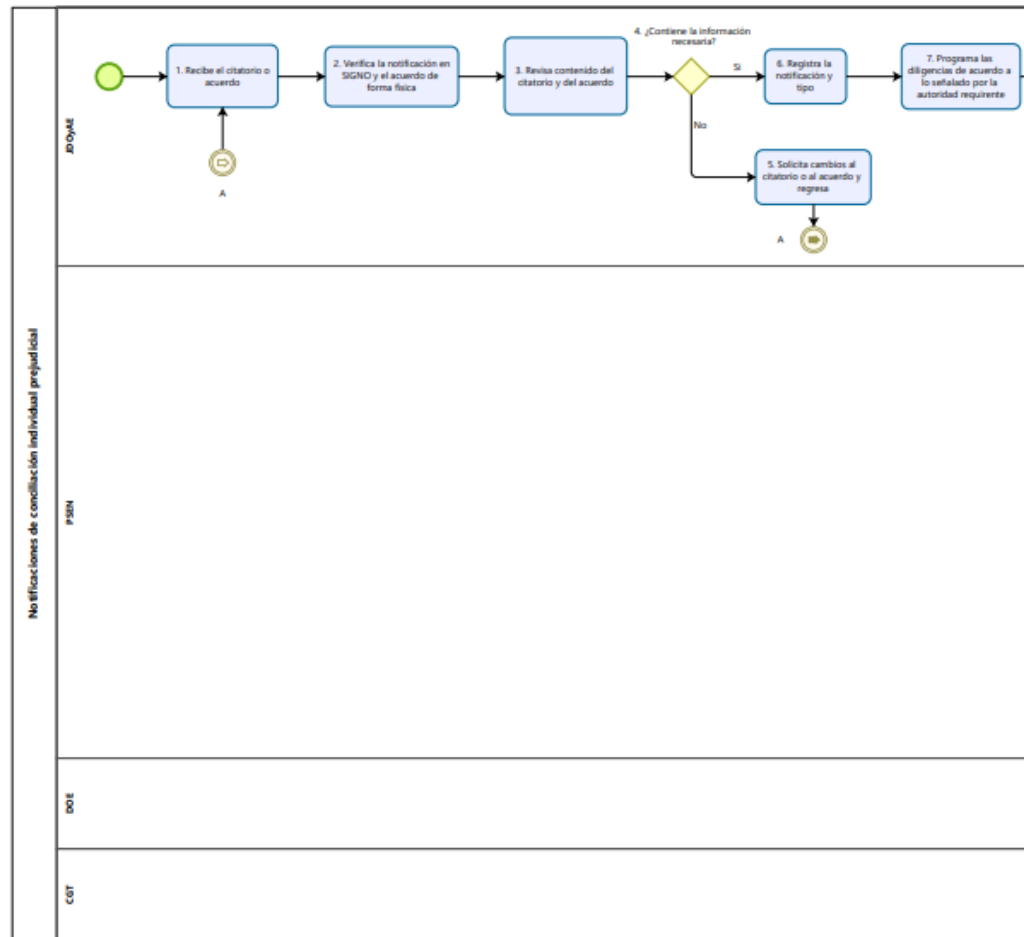 Notificaciones de conciliación individual prejudicial
JDOyAE
1. Recibe el citatorio o
acuerdo
2. Verifica la notificación en
SIGNO y el acuerdo de
forma física
3. Revisa contenido del
citatorio y del acuerdo
4. ¿Contiene la información
necesaria?
Si
No
6. Registra la
notificación y
tipo
7. Programa las
diligencias de acuerdo a
lo señalado por la
autoridad requirente
5. Solicita cambios al
citatorio o al acuerdo y
regresa
A
A
PSEN
DOE
CGT